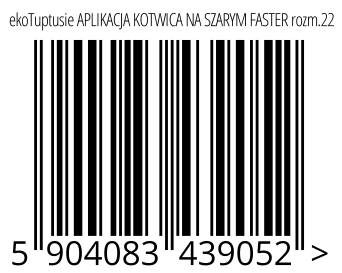 ekoTuptusie APLIKACJA KOTWICA NA SZARYM FASTER rozm.22
5 904083 439052 >